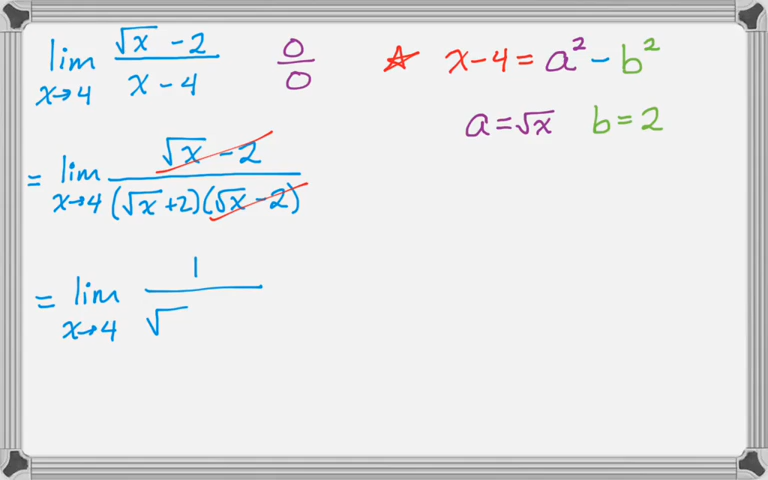 lim x→4 (√x - 2)/(x - 4) 0/0 ☆ x-4 = a² - b²
a = √x b = 2
= lim x→4 (√x - 2)/((√x + 2)(√x - 2))
= lim x→4 1/√